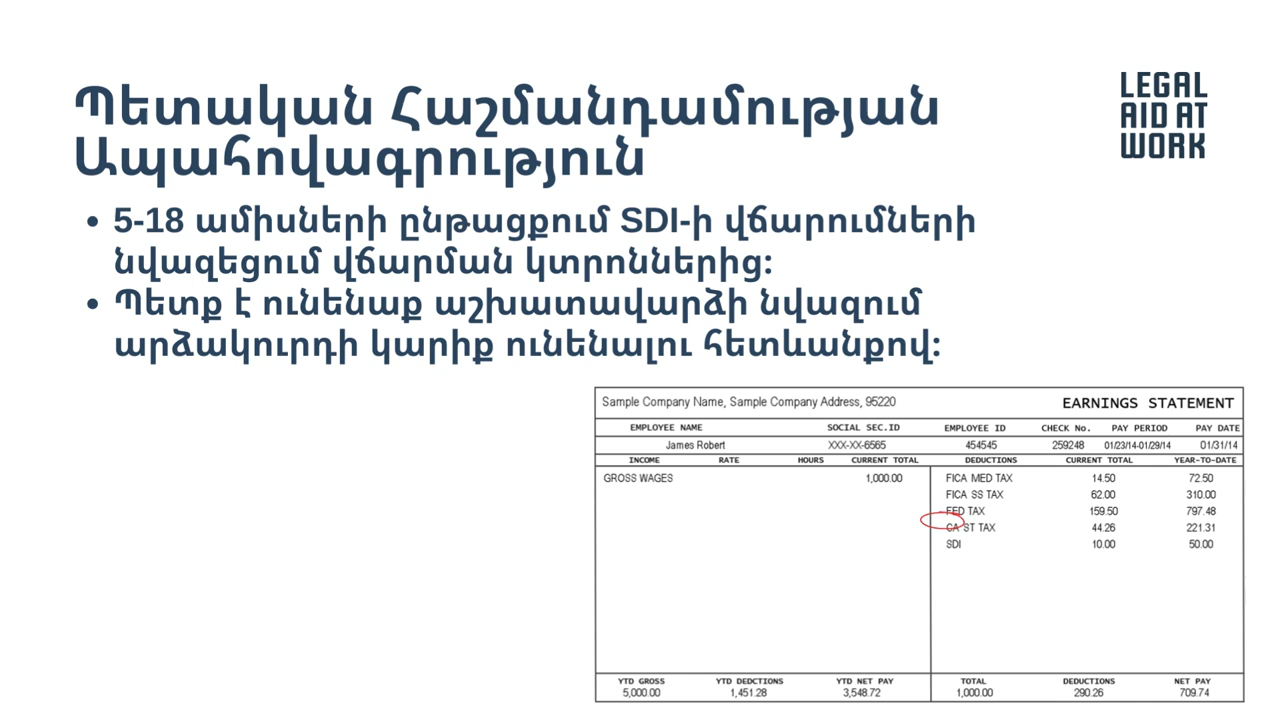 Պետական Հաշմանդամության
Ապահովագրություն
LEGAL
AID AT
WORK
• 5-18 ամիսների ընթացքում SDI-ի վճարումների
նվազեցում վճարման կտրոններից:
• Պետք է ունենաք աշխատավարձի նվազում
արձակուրդի կարիք ունենալու հետևանքով:
Sample Company Name, Sample Company Address, 95220 EARNINGS STATEMENT
EMPLOYEE NAME SOCIAL SEC.ID EMPLOYEE ID CHECK No. PAY PERIOD PAY DATE
James Robert XXX-XX-6565 454545 259248 01/23/14-01/29/14 01/31/14
INCOME RATE HOURS CURRENT TOTAL DEDUCTIONS CURRENT TOTAL YEAR-TO-DATE
GROSS WAGES 1,000.00 FICA MED TAX 14.50 72.50
FICA SS TAX 62.00 310.00
FED TAX 159.50 797.48
CA ST TAX 44.26 221.31
SDI 10.00 50.00
YTD GROSS YTD DEDCTIONS YTD NET PAY TOTAL DEDUCTIONS NET PAY
5,000.00 1,451.28 3,548.72 1,000.00 290.26 709.74